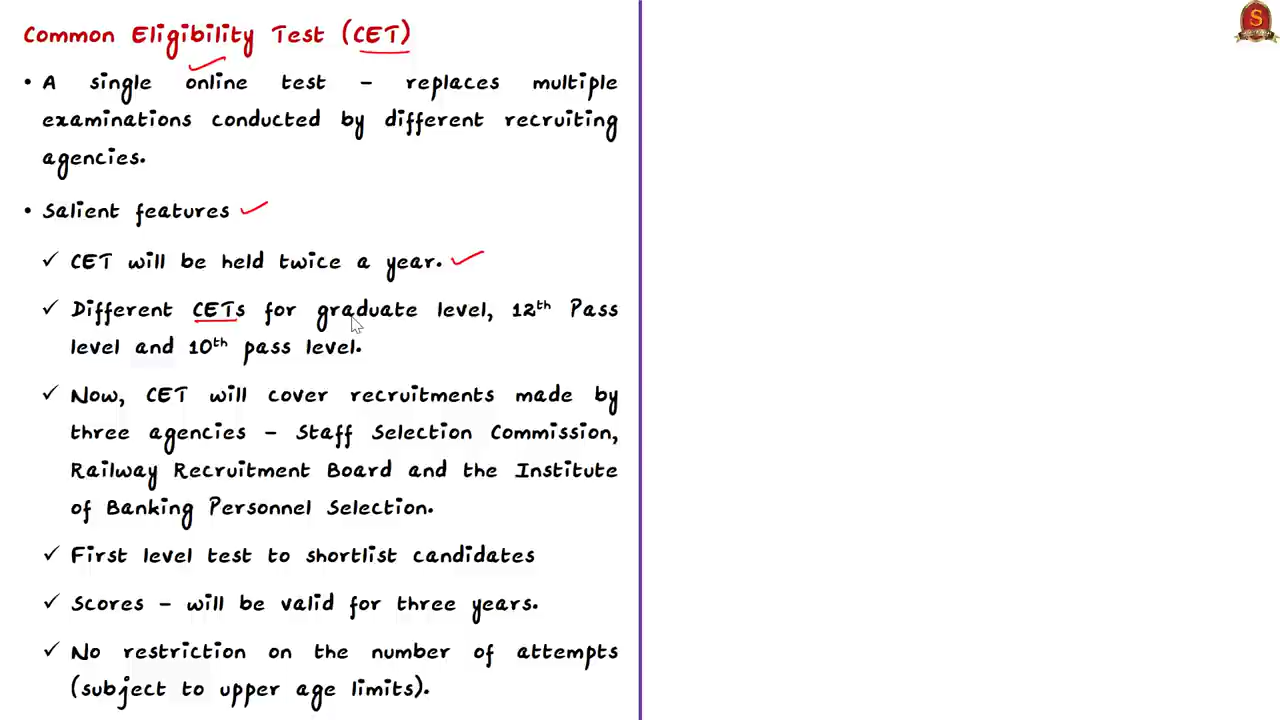 Common Eligibility Test (CET)
• A single online test – replaces multiple
examinations conducted by different recruiting
agencies.
• Salient features
✓ CET will be held twice a year.
✓ Different CETs for graduate level, 12th Pass
level and 10th pass level.
✓ Now, CET will cover recruitments made by
three agencies – Staff Selection Commission,
Railway Recruitment Board and the Institute
of Banking Personnel Selection.
✓ First level test to shortlist candidates
✓ Scores – will be valid for three years.
✓ No restriction on the number of attempts
(subject to upper age limits).
S